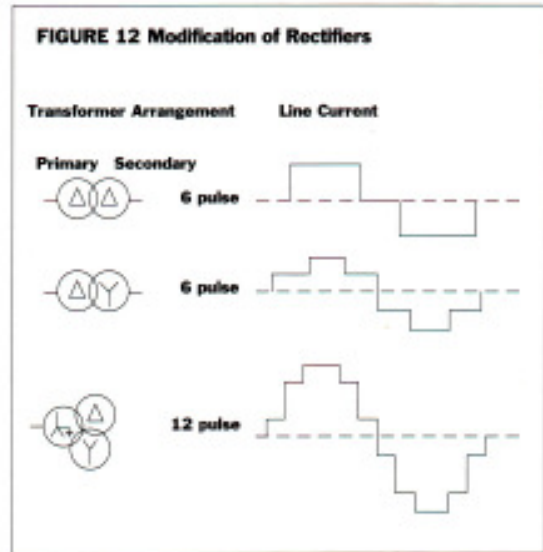 FIGURE 12 Modification of Rectifiers
Transformer Arrangement Line Current
Primary Secondary
Δ Δ 6 pulse
Δ Y 6 pulse
Δ
Y
12 pulse